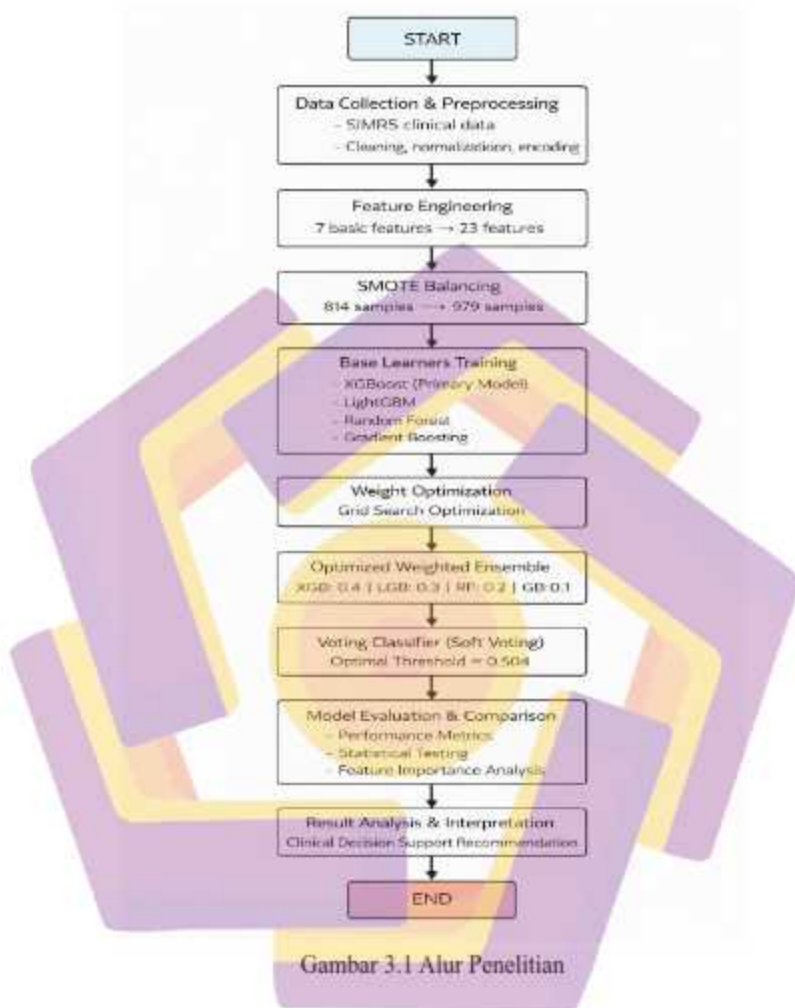 START
Data Collection & Preprocessing
- SIMRS clinical data
- Cleaning, normalizatioon, encoding
Feature Engineering
7 basic features → 23 features
SMOTE Balancing
814 samples → 979 samples
Base Learners Training
- XGBoost (Primary Model)
- LightGBM
- Random Forest
- Gradient Boosting
Weight Optimization
Grid Search Optimization
Optimized Weighted Ensemble
XGB: 0.4 | LGB: 0.3 | RF: 0.2 | GB:0.1
Voting Classifier (Soft Voting)
Optimal Threshold = 0.504
Model Evaluation & Comparison
- Performance Metrics
- Statistical Testing
- Feature Importance Analysis
Result Analysis & Interpretation
Clinical Decision Support Recommendation
END
Gambar 3.1 Alur Penelitian